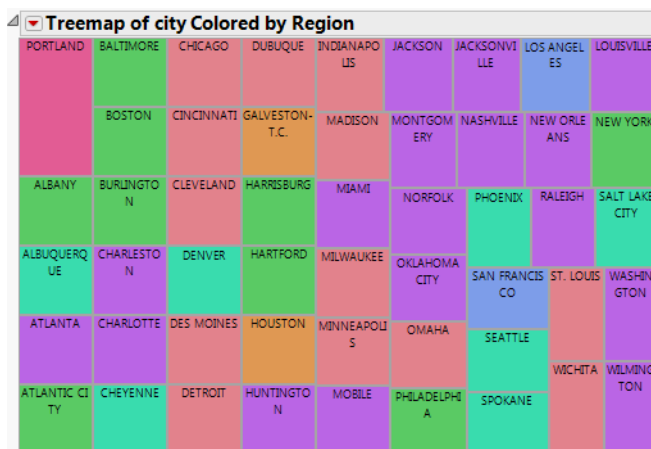 Treemap of city Colored by Region
PORTLAND
BALTIMORE
CHICAGO
DUBUQUE
INDIANAPO
LIS
JACKSON
JACKSONVI
LLE
LOS ANGEL
ES
LOUISVILLE
BOSTON
CINCINNATI
GALVESTON-
T.C.
MADISON
MONTGOM
ERY
NASHVILLE
NEW ORLE
ANS
NEW YORK
ALBANY
BURLINGTO
N
CLEVELAND
HARRISBURG
MIAMI
NORFOLK
PHOENIX
RALEIGH
SALT LAKE
CITY
ALBUQUERQ
UE
CHARLESTO
N
DENVER
HARTFORD
MILWAUKEE
OKLAHOMA
CITY
SAN FRANCIS
CO
ST. LOUIS
WASHIN
GTON
ATLANTA
CHARLOTTE
DES MOINES
HOUSTON
MINNEAPOLI
S
OMAHA
SEATTLE
ATLANTIC CI
TY
CHEYENNE
DETROIT
HUNTINGTO
N
MOBILE
PHILADELPHI
A
SPOKANE
WICHITA
WILMING
TON